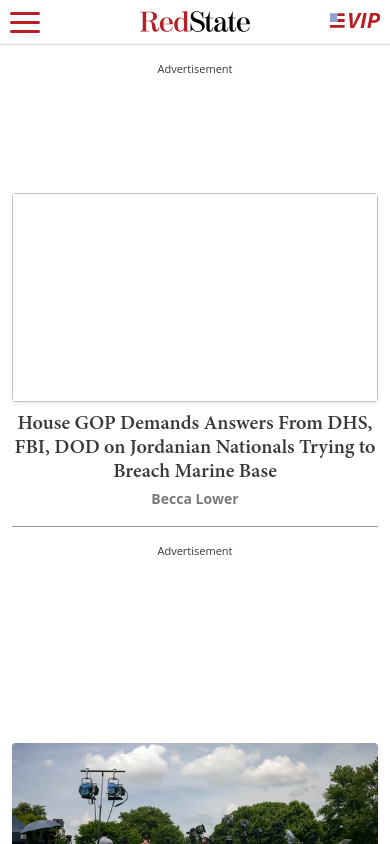 RedState
VIP
Advertisement
House GOP Demands Answers From DHS,
FBI, DOD on Jordanian Nationals Trying to
Breach Marine Base
Becca Lower
Advertisement